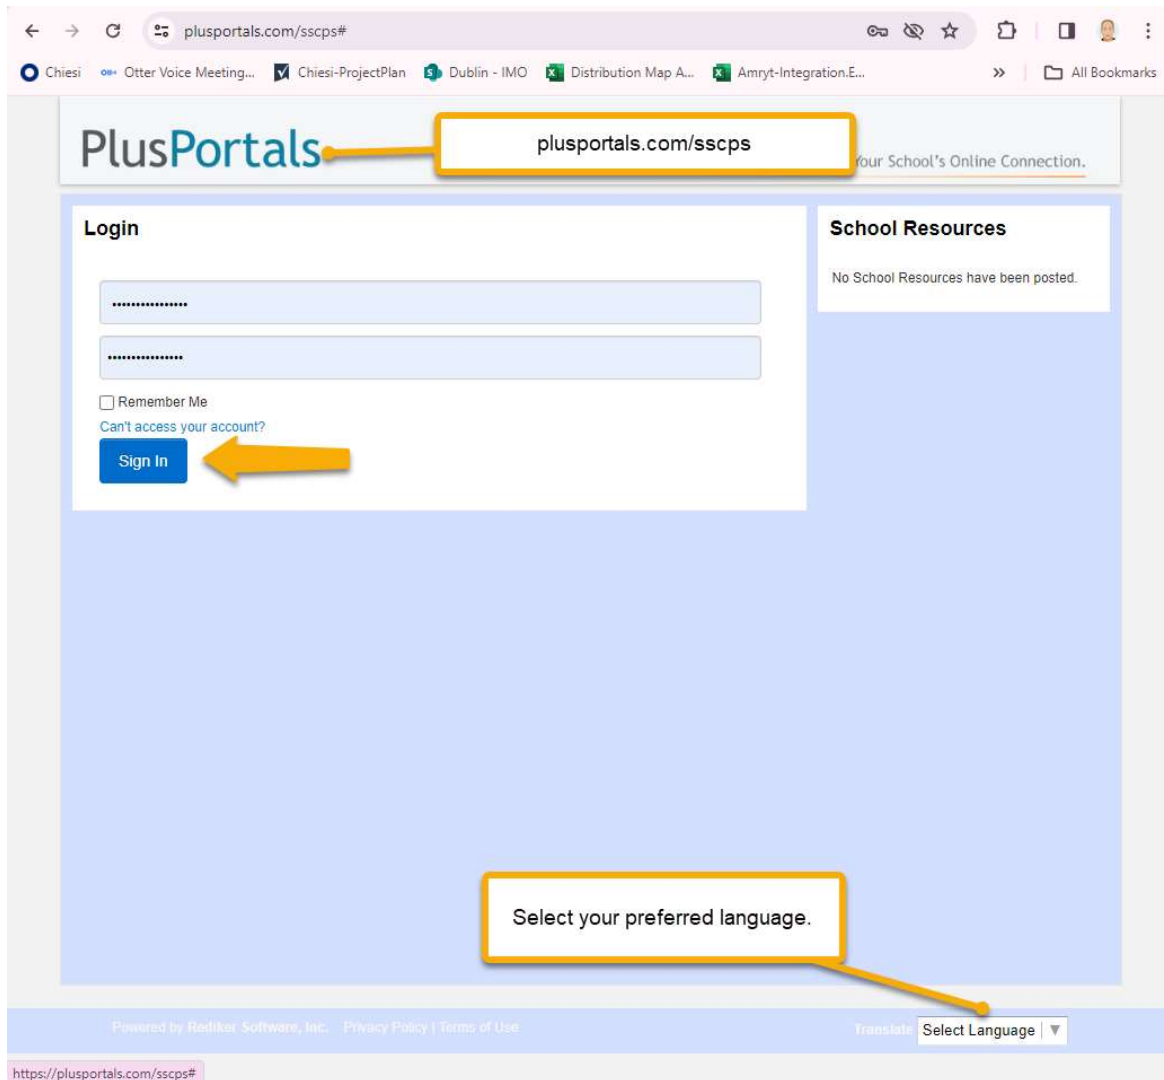 plusportals.com/sscps#
Chiesi Otter Voice Meeting... Chiesi-ProjectPlan Dublin - IMO Distribution Map A... Amryt-Integration.E... » All Bookmarks
PlusPortals
plusportals.com/sscps
Your School's Online Connection.
Login
School Resources
No School Resources have been posted.
Remember Me
Can't access your account?
Sign In
Select your preferred language.
Powered by Rediker Software, Inc. Privacy Policy | Terms of Use
Translate Select Language
https://plusportals.com/sscps#